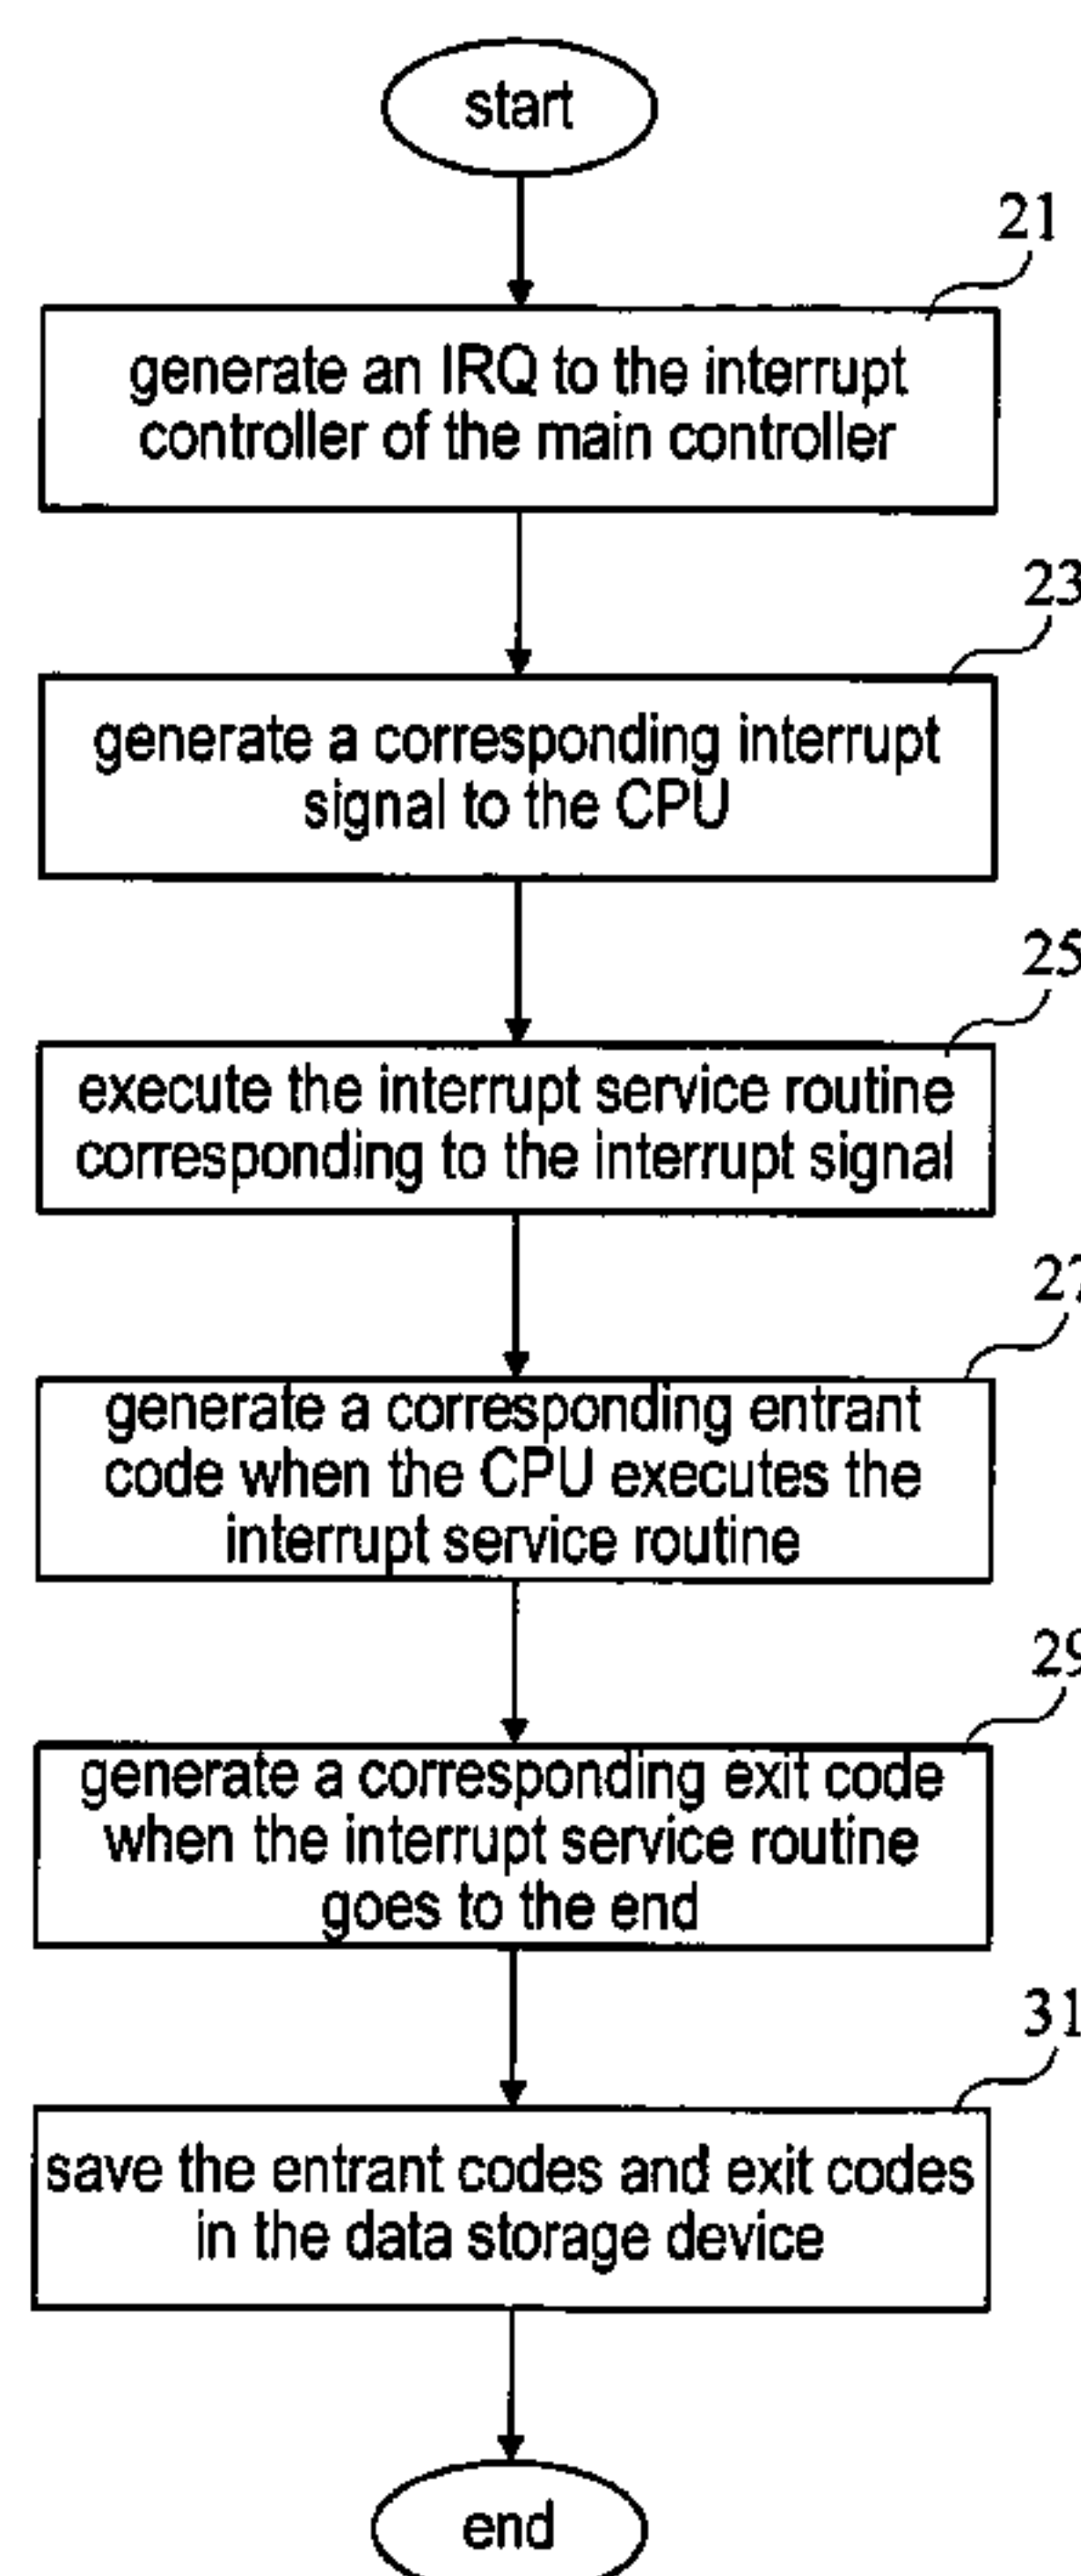 start
21
generate an IRQ to the interrupt
controller of the main controller
23
generate a corresponding interrupt
signal to the CPU
25
execute the interrupt service routine
corresponding to the interrupt signal
27
generate a corresponding entrant
code when the CPU executes the
interrupt service routine
29
generate a corresponding exit code
when the interrupt service routine
goes to the end
31
save the entrant codes and exit codes
in the data storage device
end